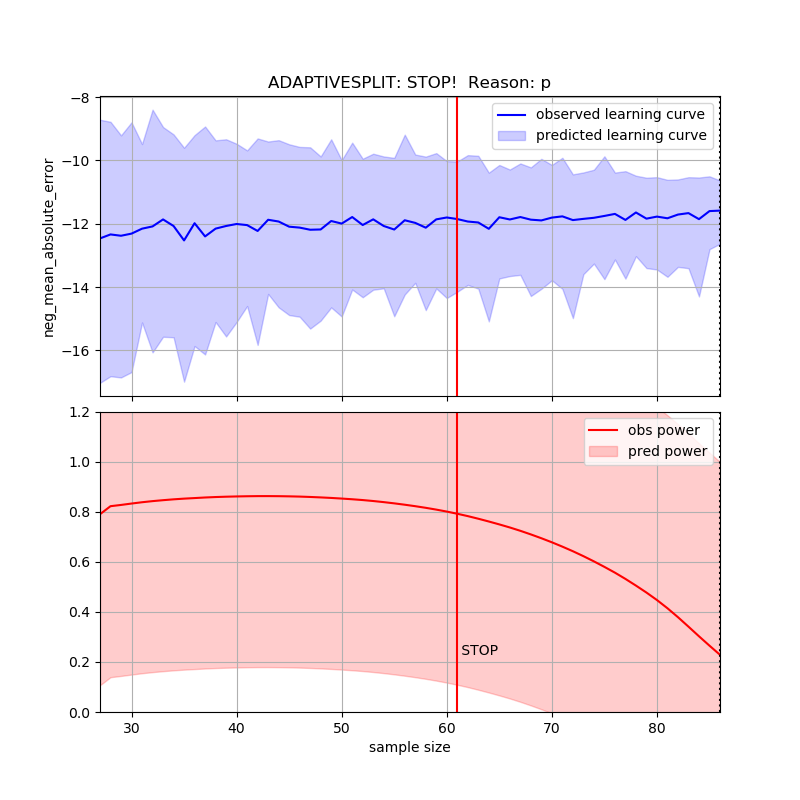 ADAPTIVESPLIT: STOP!  Reason: p
neg_mean_absolute_error
−8
−10
−12
−14
−16
observed learning curve
predicted learning curve
1.2
1.0
0.8
0.6
0.4
0.2
0.0
obs power
pred power
STOP
30 40 50 60 70 80
sample size